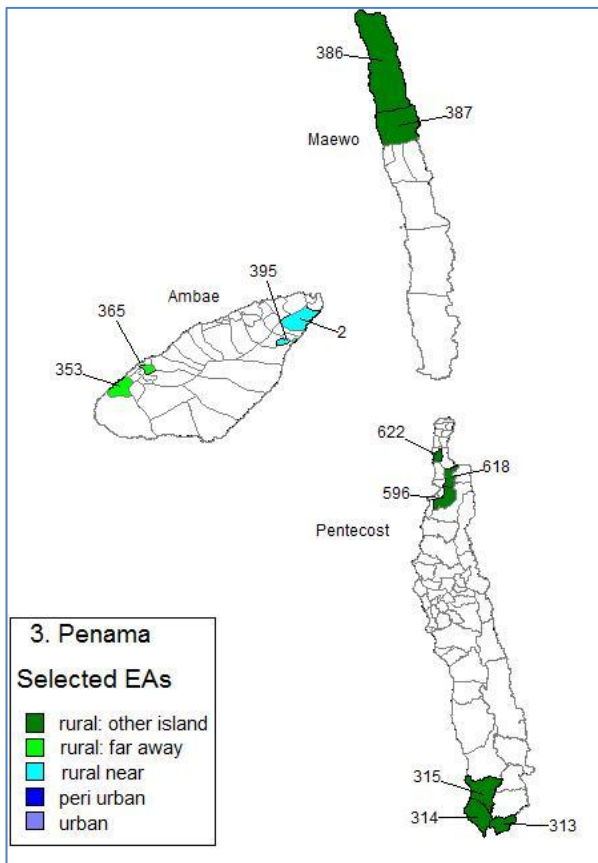 386
387
Maewo
395
Ambae
365
2
353
622
618
596
Pentecost
3. Penama
Selected EAs
rural: other island
rural: far away
rural near
peri urban
urban
315
314
313